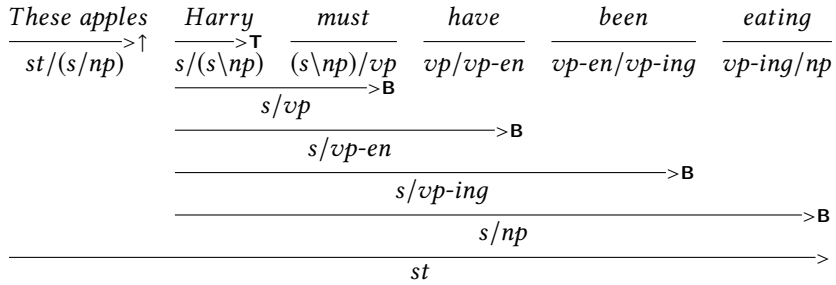 These apples Harry must have been eating
>↑ >T
st/(s/np) s/(s\np) (s\np)/vp vp/vp-en vp-en/vp-ing vp-ing/np
>B
s/vp
>B
s/vp-en
>B
s/vp-ing
>B
s/np
>
st